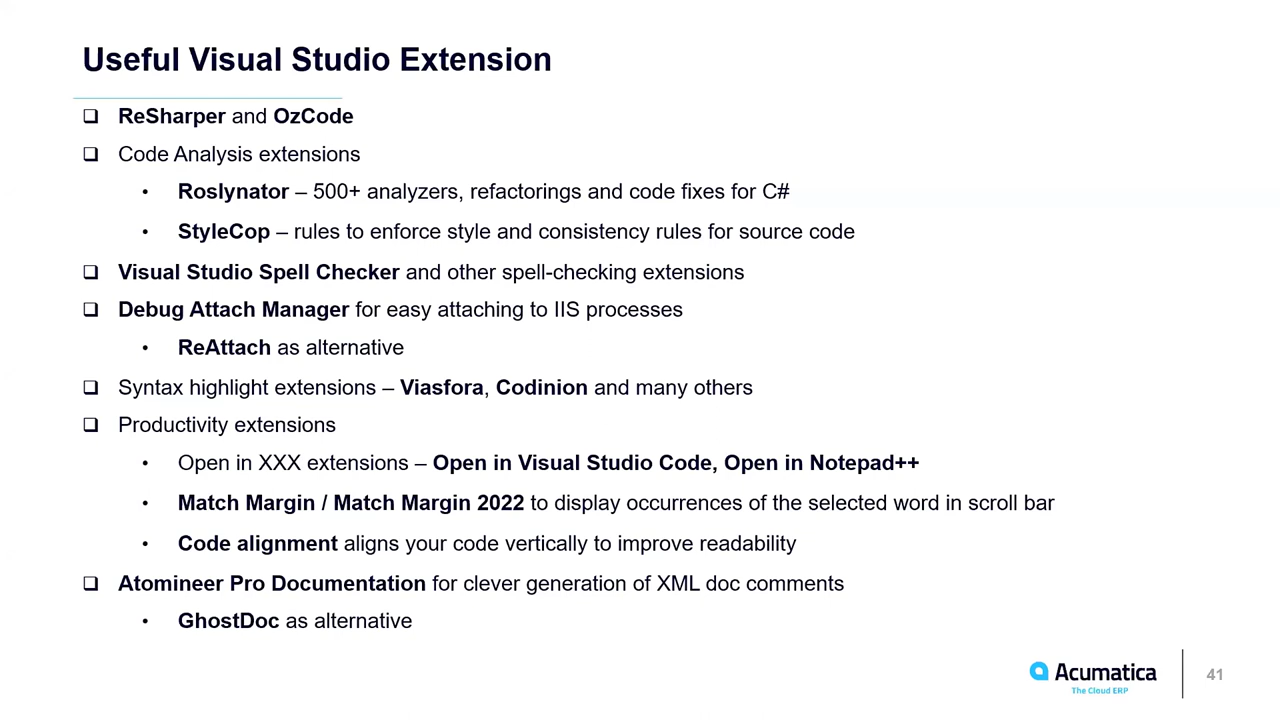 Useful Visual Studio Extension
❑ ReSharper and OzCode
❑ Code Analysis extensions
• Roslynator – 500+ analyzers, refactorings and code fixes for C#
• StyleCop – rules to enforce style and consistency rules for source code
❑ Visual Studio Spell Checker and other spell-checking extensions
❑ Debug Attach Manager for easy attaching to IIS processes
• ReAttach as alternative
❑ Syntax highlight extensions – Viasfora, Codinion and many others
❑ Productivity extensions
• Open in XXX extensions – Open in Visual Studio Code, Open in Notepad++
• Match Margin / Match Margin 2022 to display occurrences of the selected word in scroll bar
• Code alignment aligns your code vertically to improve readability
❑ Atomineer Pro Documentation for clever generation of XML doc comments
• GhostDoc as alternative
Acumatica
The Cloud ERP
41